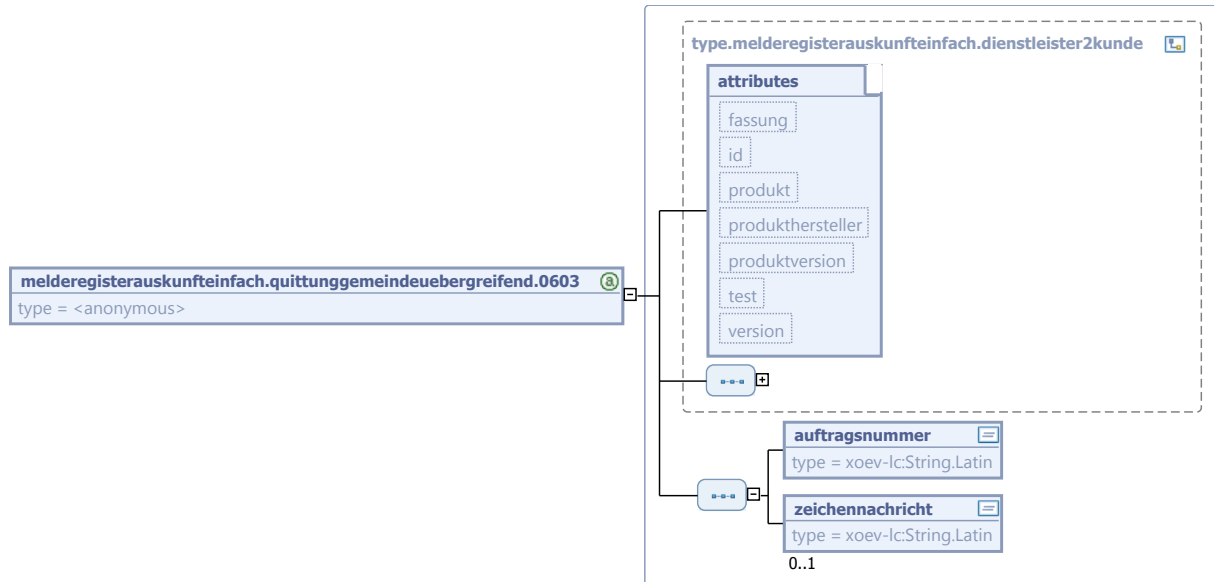 type.melderegisterauskunfteinfach.dienstleister2kunde
attributes
fassung
id
produkt
produkthersteller
produktversion
test
version
melderegisterauskunfteinfach.quittunggemeindeuebergreifend.0603
type = <anonymous>
auftragsnummer
type = xoev-lc:String.Latin
zeichennachricht
type = xoev-lc:String.Latin
0..1